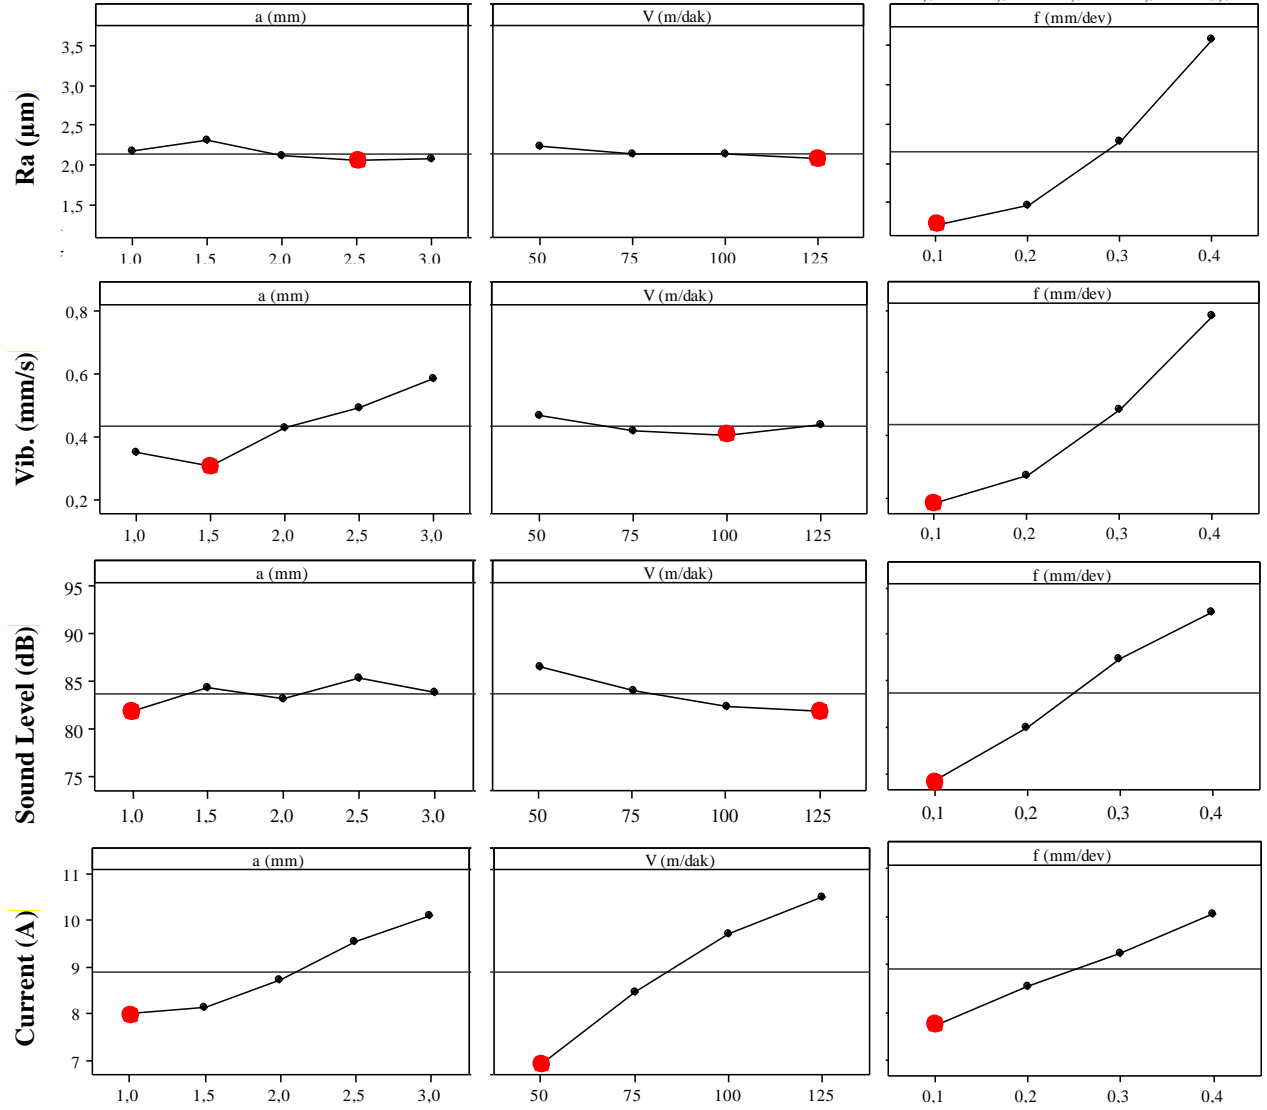 a (mm) V (m/dak) f (mm/dev)
Ra (µm)
3,5
3,0
2,5
2,0
1,5
1,0 1,5 2,0 2,5 3,0 50 75 100 125 0,1 0,2 0,3 0,4
a (mm) V (m/dak) f (mm/dev)
Vib. (mm/s)
0,8
0,6
0,4
0,2
1,0 1,5 2,0 2,5 3,0 50 75 100 125 0,1 0,2 0,3 0,4
a (mm) V (m/dak) f (mm/dev)
Sound Level (dB)
95
90
85
80
75
1,0 1,5 2,0 2,5 3,0 50 75 100 125 0,1 0,2 0,3 0,4
a (mm) V (m/dak) f (mm/dev)
Current (A)
11
10
9
8
7
1,0 1,5 2,0 2,5 3,0 50 75 100 125 0,1 0,2 0,3 0,4